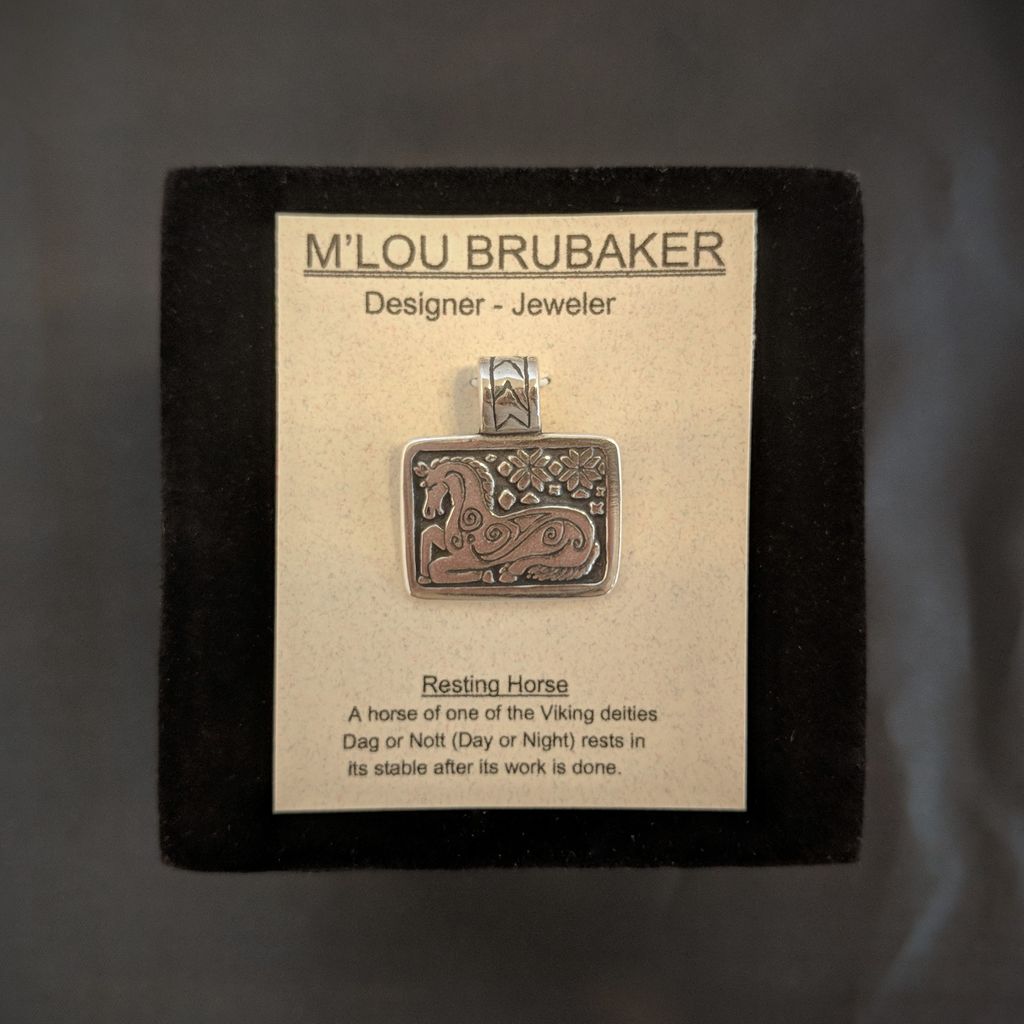 M'LOU BRUBAKER
Designer - Jeweler
Resting Horse
A horse of one of the Viking deities
Dag or Nott (Day or Night) rests in
its stable after its work is done.